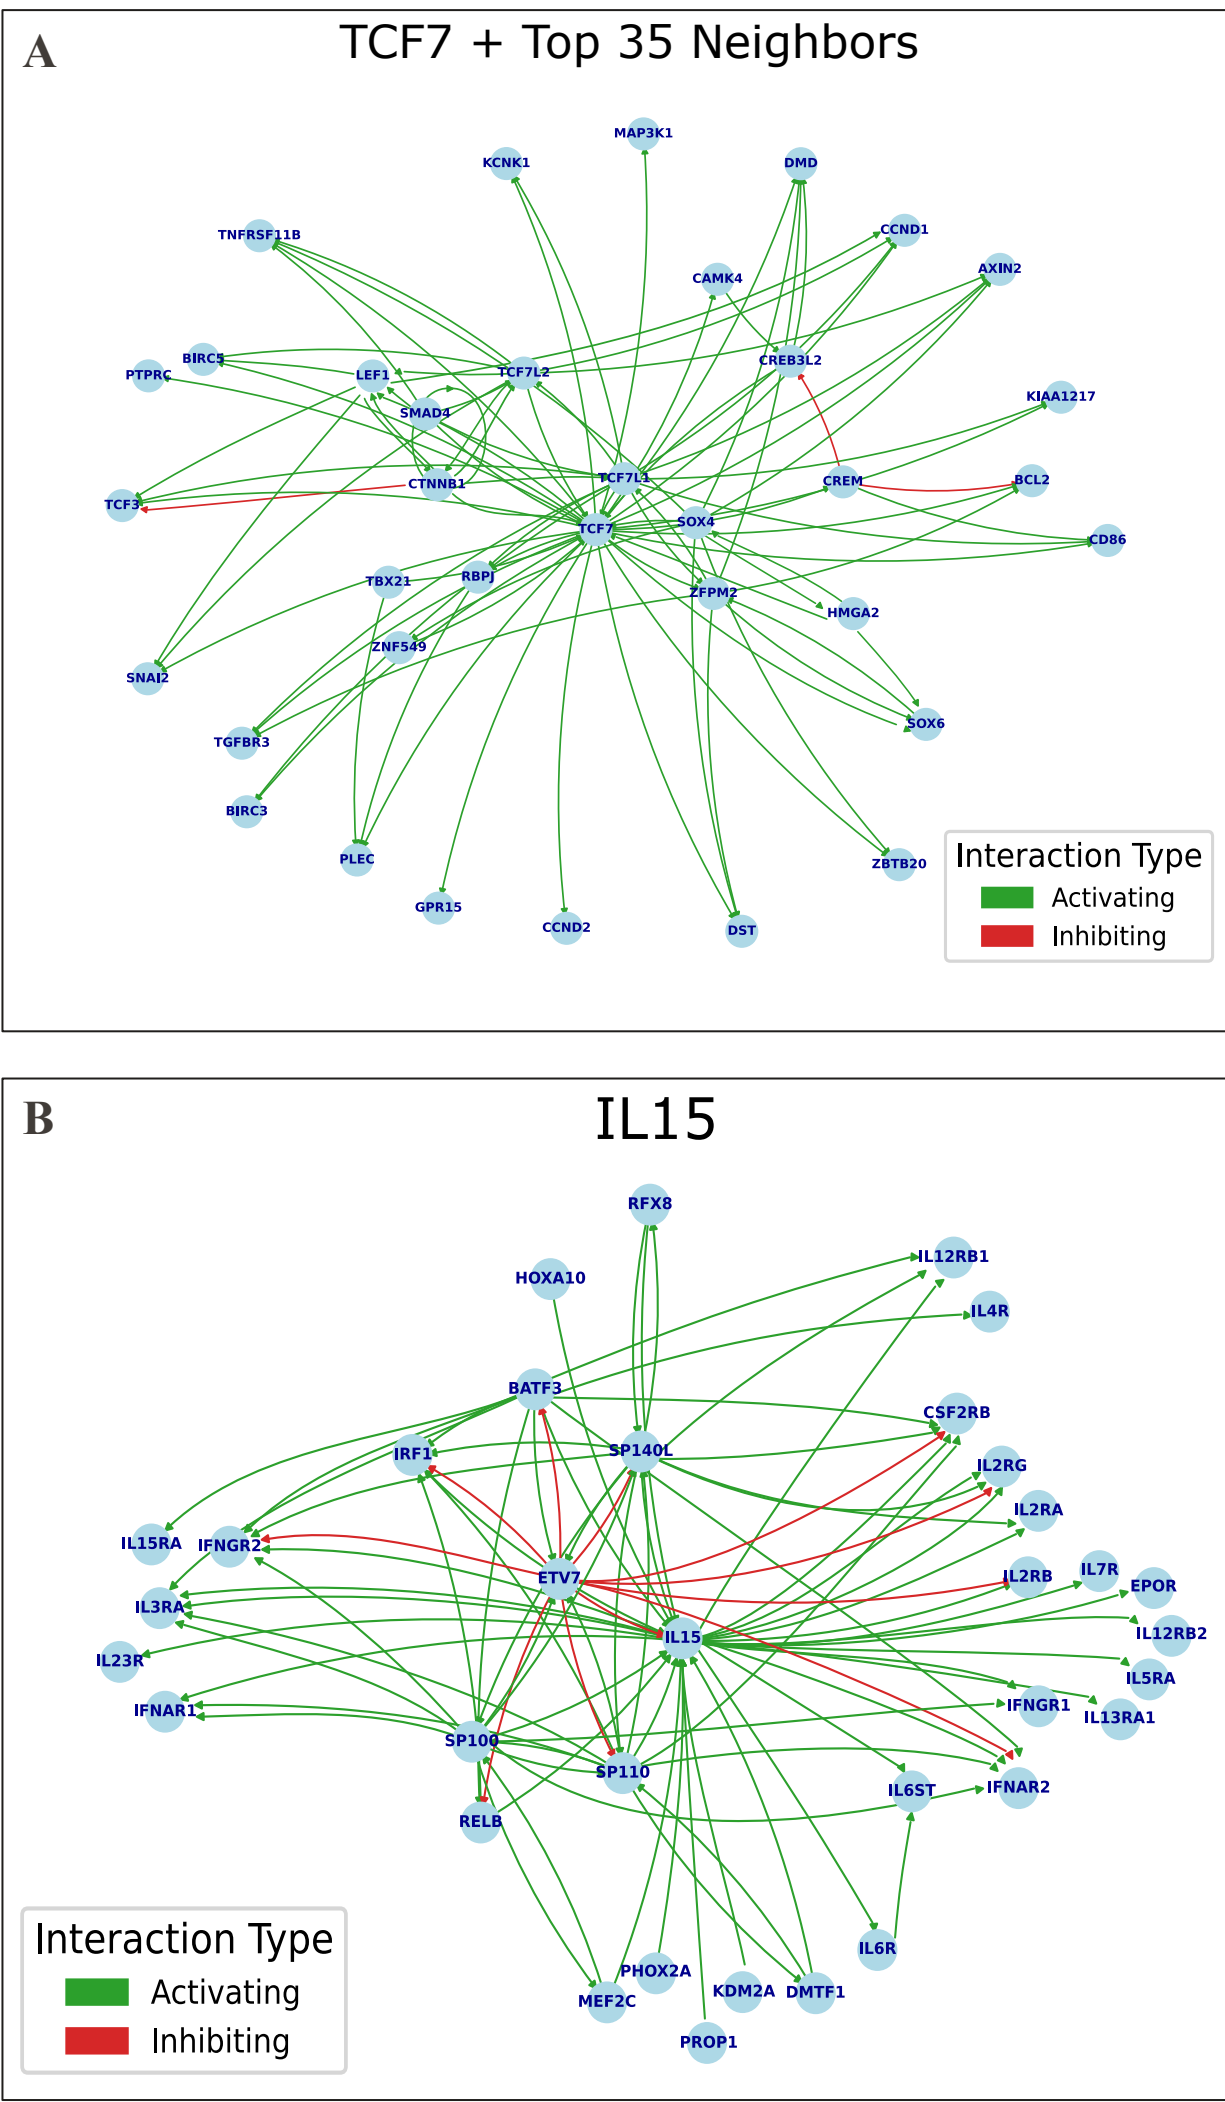 A
TCF7 + Top 35 Neighbors
MAP3K1
KCNK1
DMD
TNFRSF11B
CCND1
AXIN2
CAMK4
BIRC5
CREB3L2
PTPRC
LEF1
TCF7L2
KIAA1217
SMAD4
TCF7L1
CREM
BCL2
CTNNB1
TCF3
SOX4
TCF7
CD86
TBX21
RBPJ
ZFPM2
HMGA2
ZNF549
SNAI2
SOX6
TGFBR3
BIRC3
PLEC
ZBTB20
GPR15
CCND2
DST
Interaction Type
Activating
Inhibiting
B
IL15
RFX8
IL12RB1
HOXA10
IL4R
BATF3
CSF2RB
IRF1
SP140L
IL2RG
IL2RA
IL15RA
IFNGR2
ETV7
IL2RB
IL7R
EPOR
IL3RA
IL15
IL12RB2
IL23R
IL5RA
IFNAR1
IFNGR1
IL13RA1
SP100
SP110
IL6ST
IFNAR2
RELB
IL6R
PHOX2A
KDM2A
DMTF1
MEF2C
PROP1
Interaction Type
Activating
Inhibiting